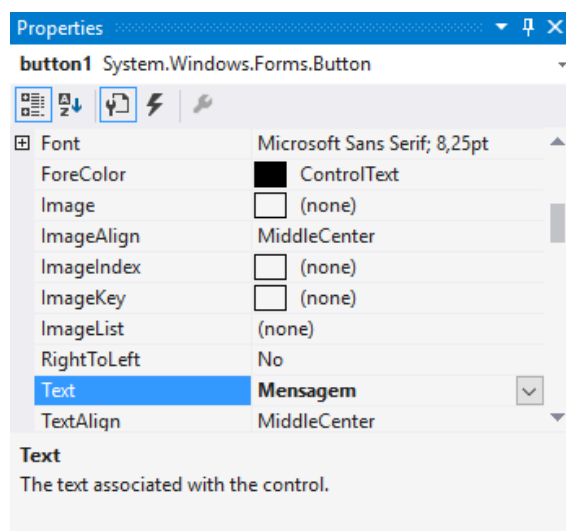 Properties
button1 System.Windows.Forms.Button
Font Microsoft Sans Serif; 8,25pt
ForeColor ControlText
Image (none)
ImageAlign MiddleCenter
ImageIndex (none)
ImageKey (none)
ImageList (none)
RightToLeft No
Text Mensagem
TextAlign MiddleCenter
Text
The text associated with the control.